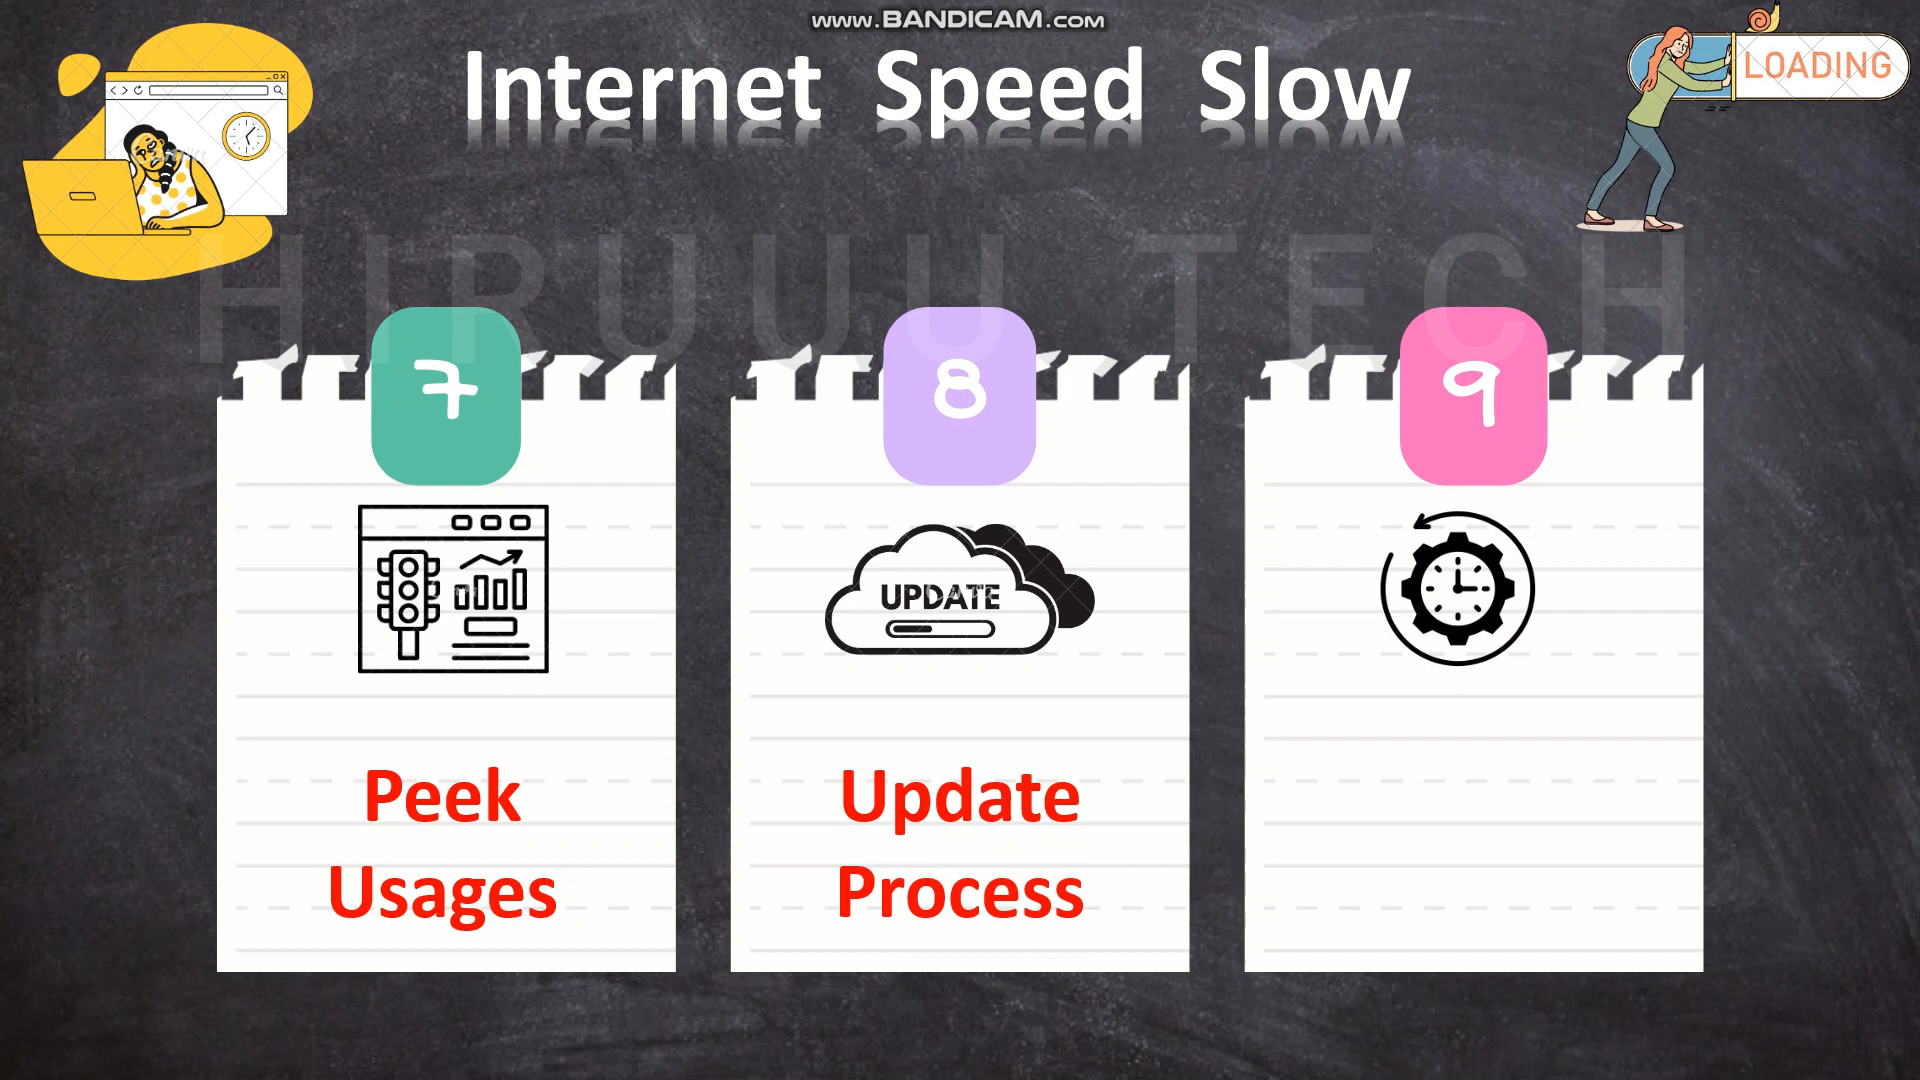 www.BANDICAM.com
Internet Speed Slow
LOADING
HIRUUU TECH
7
8
9
UPDATE
Peek
Usages
Update
Process